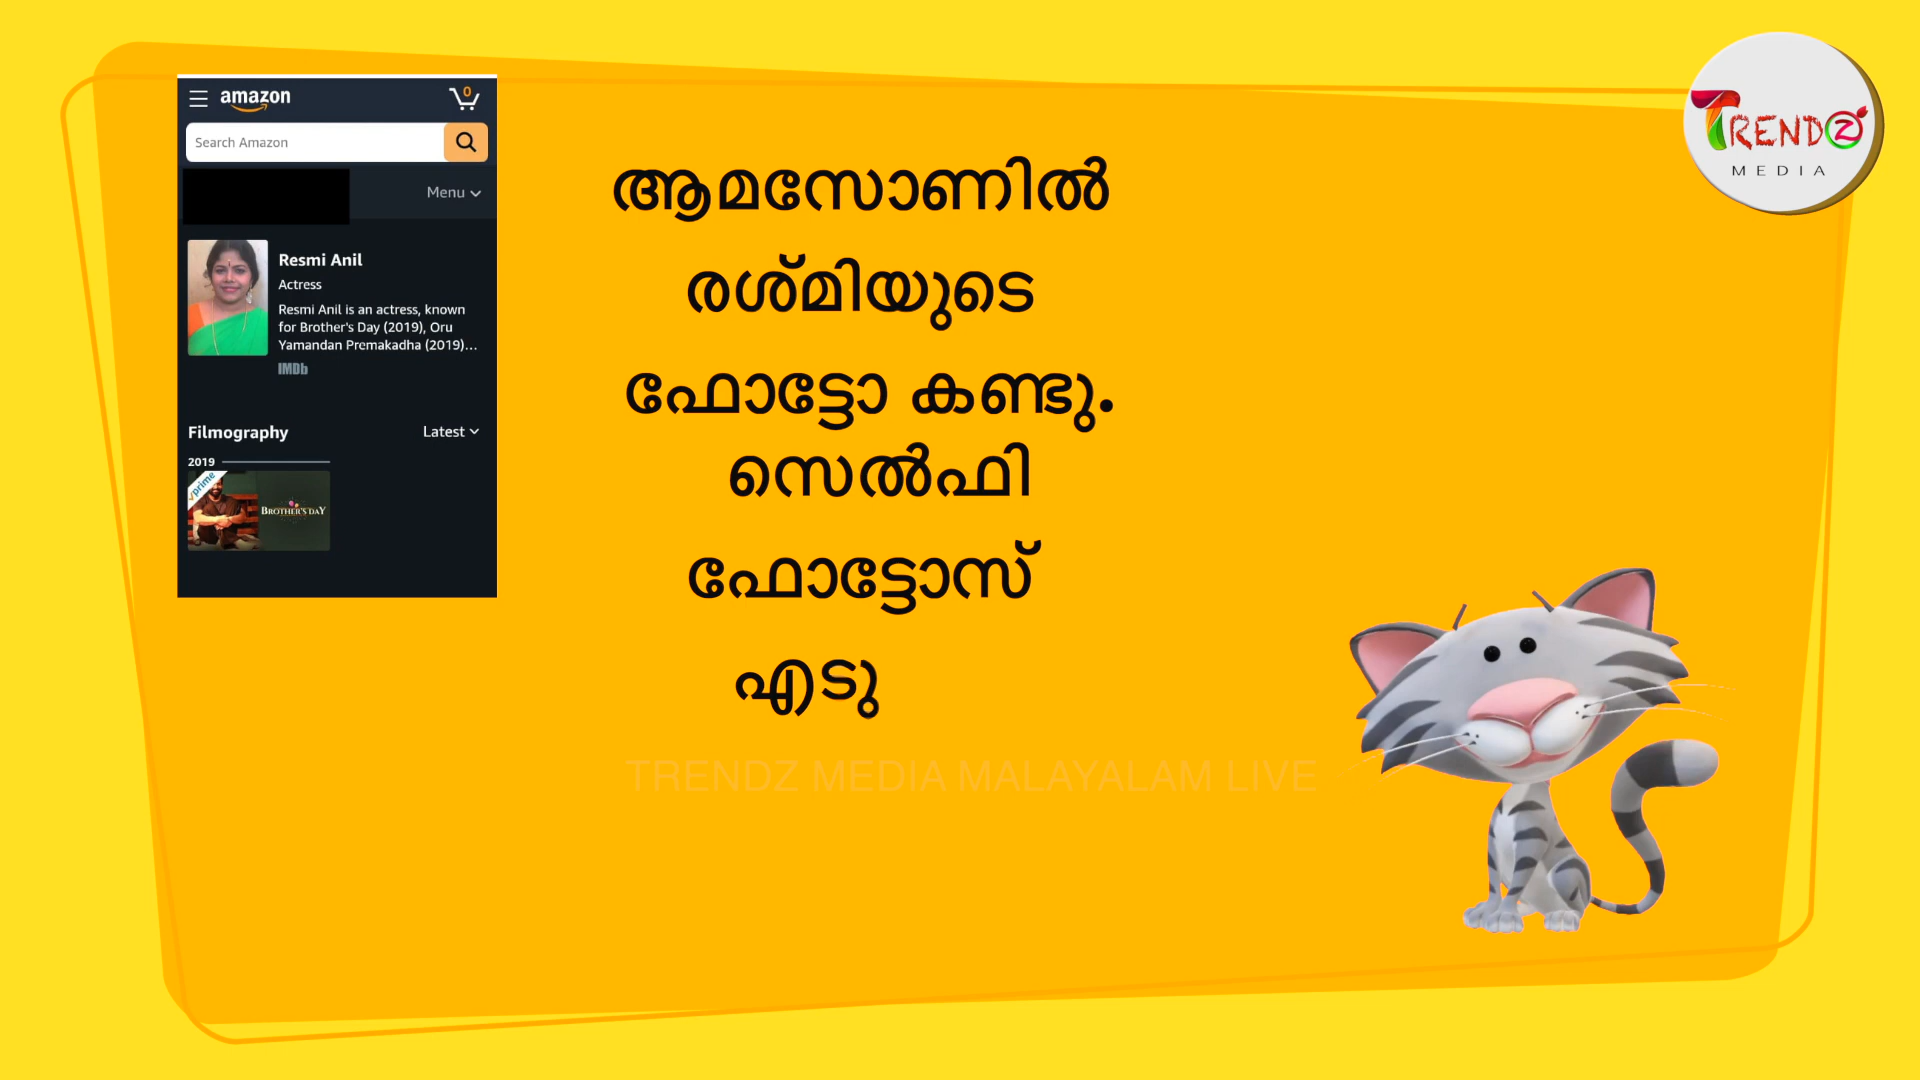 amazon
0
Search Amazon
Menu
Resmi Anil
Actress
Resmi Anil is an actress, known
for Brother's Day (2019), Oru
Yamandan Premakadha (2019)...
IMDb
Filmography
Latest
2019
prime
BROTHER'S DAY
ആമസോണിൽ
രശ്മിയുടെ
ഫോട്ടോ കണ്ടു.
സെൽഫി
ഫോട്ടോസ്
എടു
TRENDZ MEDIA MALAYALAM LIVE
TRENDZ
MEDIA